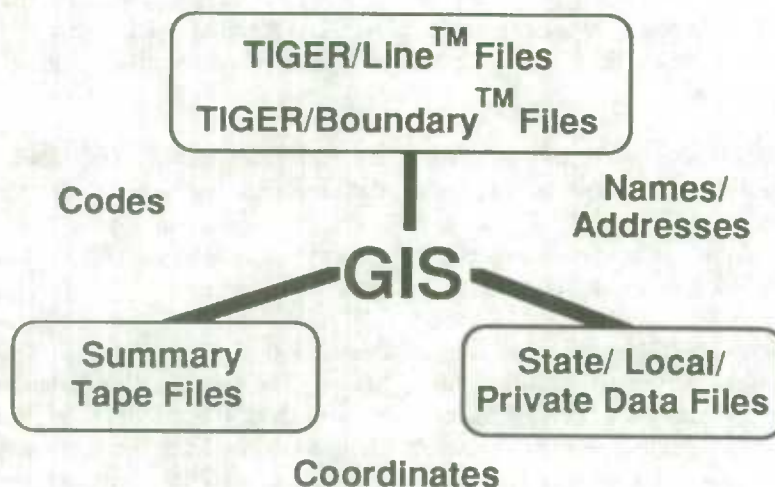 TIGER/Line™ Files
TIGER/Boundary™ Files
Codes
Names/
Addresses
GIS
Summary
Tape Files
State/ Local/
Private Data Files
Coordinates